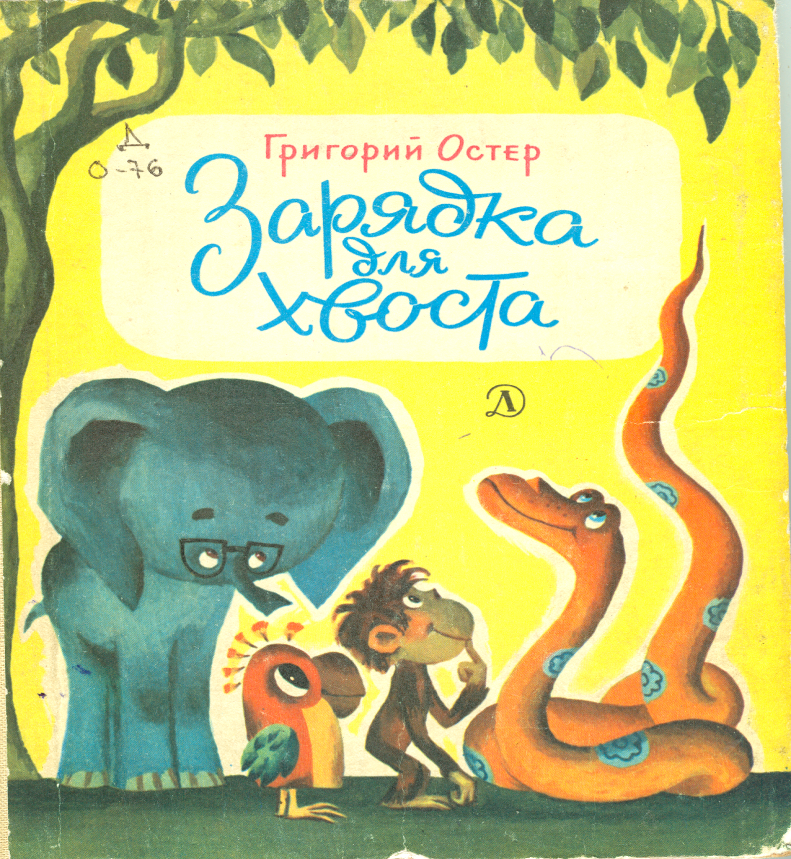 Григорий Остер
Д
О-76
Зарядка
для
хвоста
Д